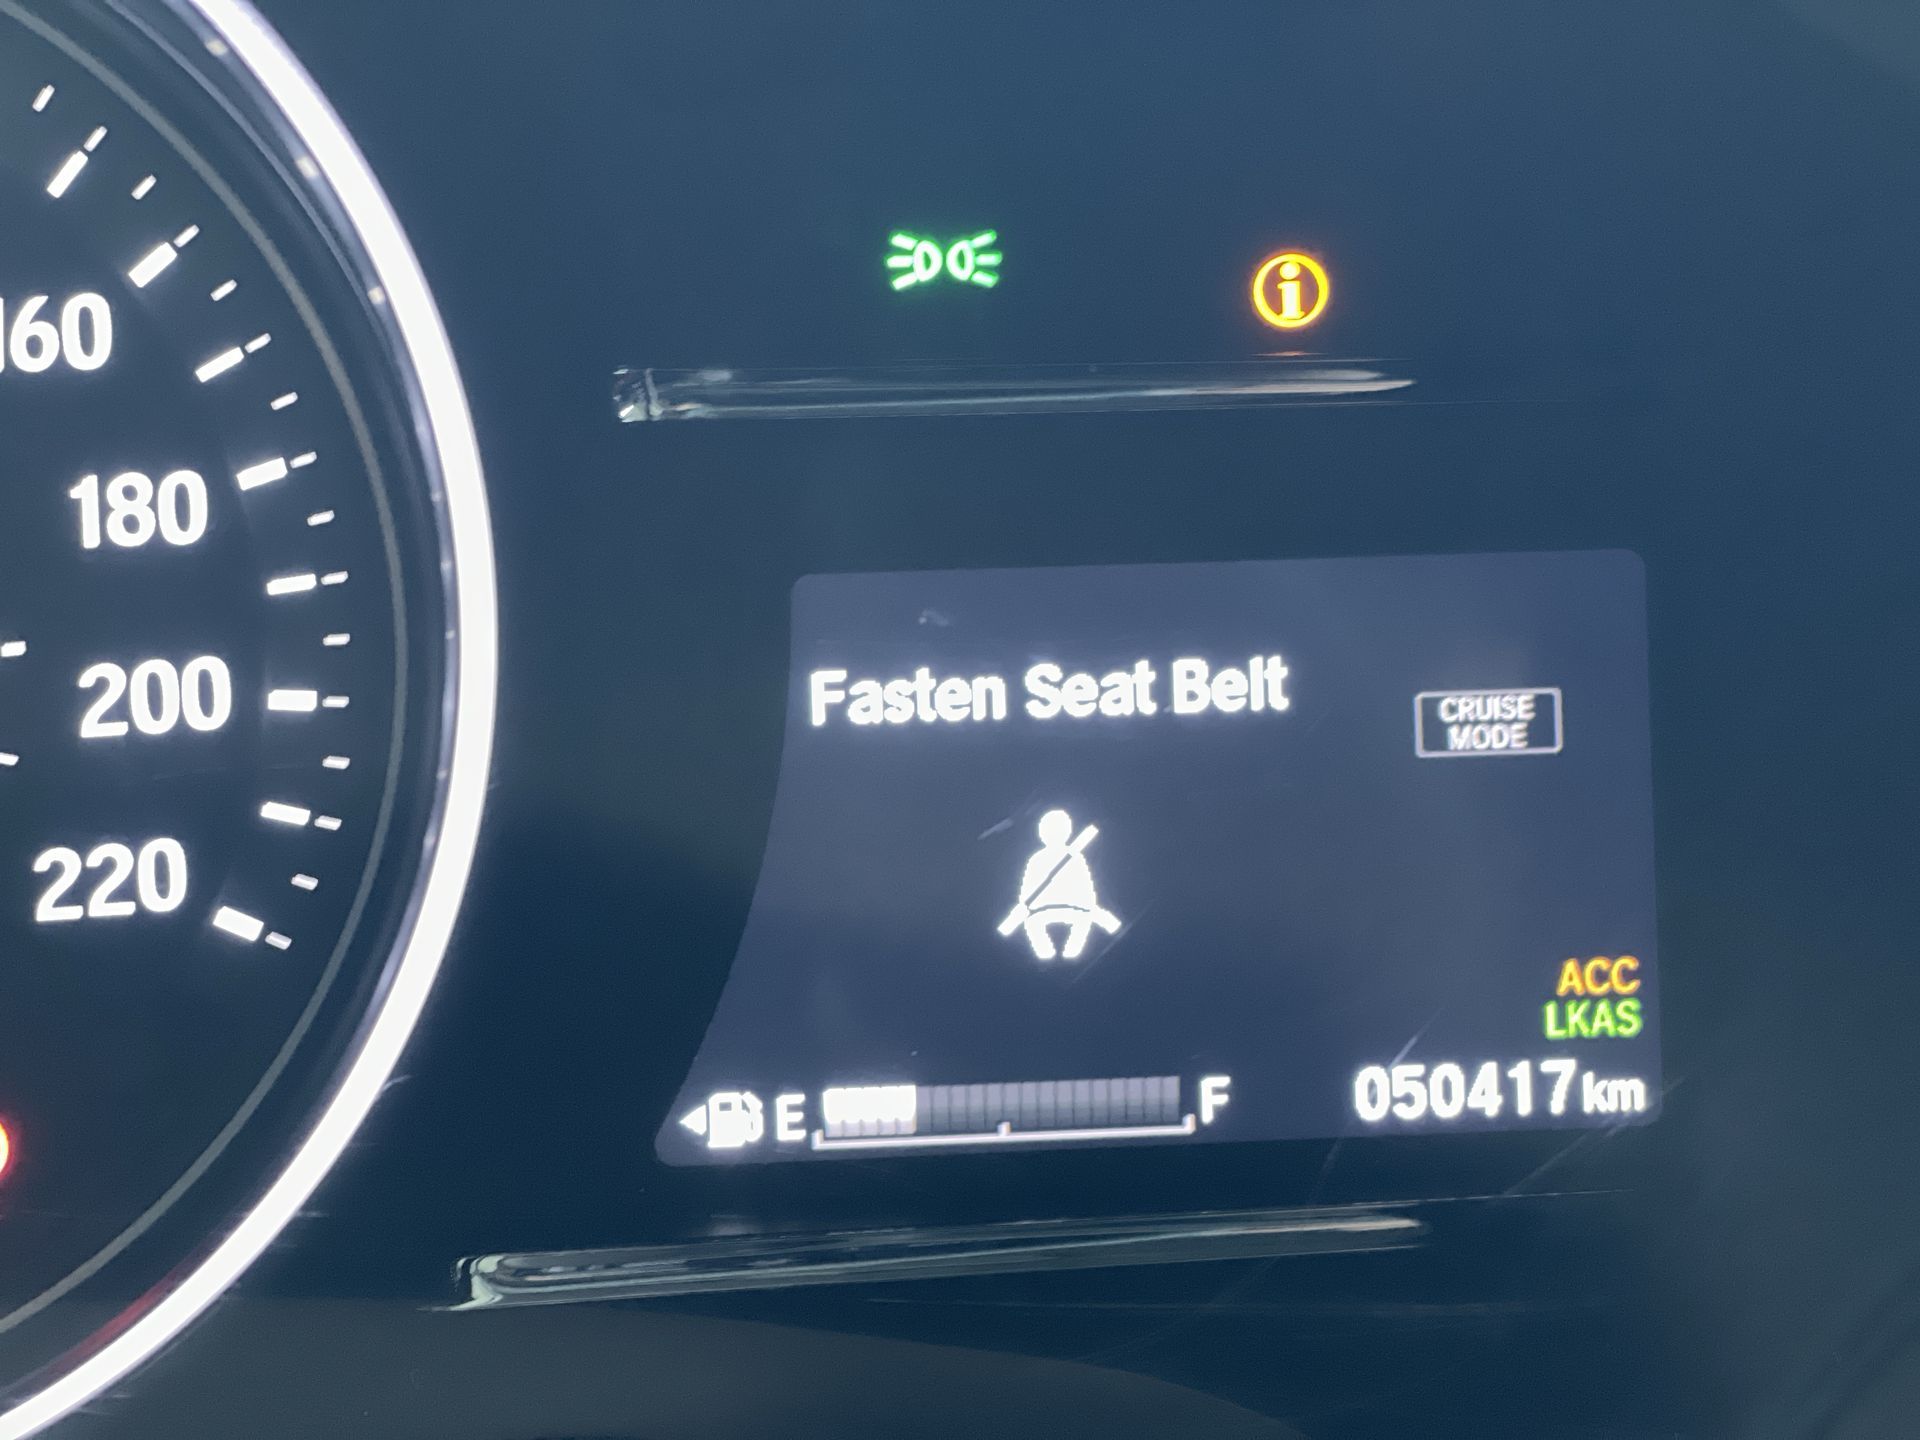 160
180
200
220
i
Fasten Seat Belt
CRUISE
MODE
ACC
LKAS
E
F
050417km